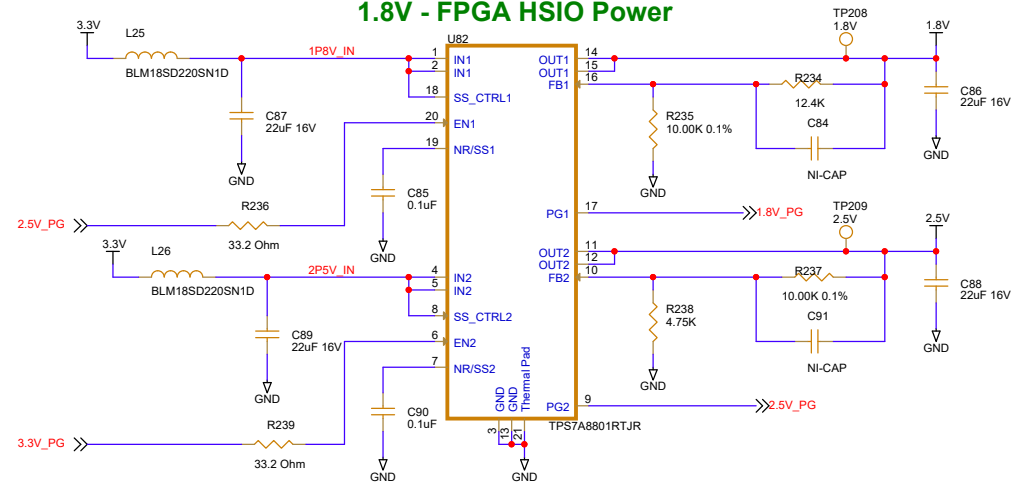 1.8V - FPGA HSIO Power
3.3V
L25
BLM18SD220SN1D
1P8V_IN
C87
22uF 16V
GND
U82
1
IN1
2
IN1
18
SS_CTRL1
20
EN1
19
NR/SS1
C85
0.1uF
GND
2.5V_PG
R236
33.2 Ohm
3.3V
L26
BLM18SD220SN1D
2P5V_IN
C89
22uF 16V
GND
4
IN2
5
IN2
8
SS_CTRL2
6
EN2
7
NR/SS2
C90
0.1uF
GND
3.3V_PG
R239
33.2 Ohm
14
OUT1
15
OUT1
16
FB1
17
PG1
11
OUT2
12
OUT2
10
FB2
9
PG2
GND
GND
Thermal Pad
3
13
21
GND
TPS7A8801RTJR
TP208
1.8V
1.8V
R234
12.4K
C84
NI-CAP
R235
10.00K 0.1%
GND
C86
22uF 16V
GND
1.8V_PG
TP209
2.5V
2.5V
R237
10.00K 0.1%
C91
NI-CAP
R238
4.75K
GND
C88
22uF 16V
GND
2.5V_PG